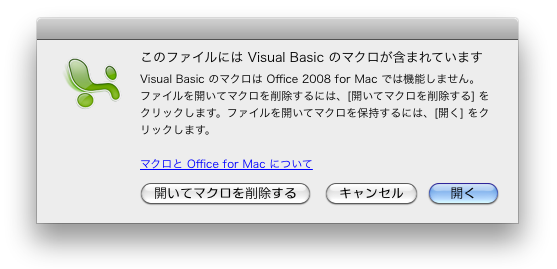 このファイルには Visual Basic のマクロが含まれています
Visual Basic のマクロは Office 2008 for Mac では機能しません。
ファイルを開いてマクロを削除するには、[開いてマクロを削除する] を
クリックします。ファイルを開いてマクロを保持するには、[開く] をク
リックします。
マクロと Office for Mac について
開いてマクロを削除する
キャンセル
開く